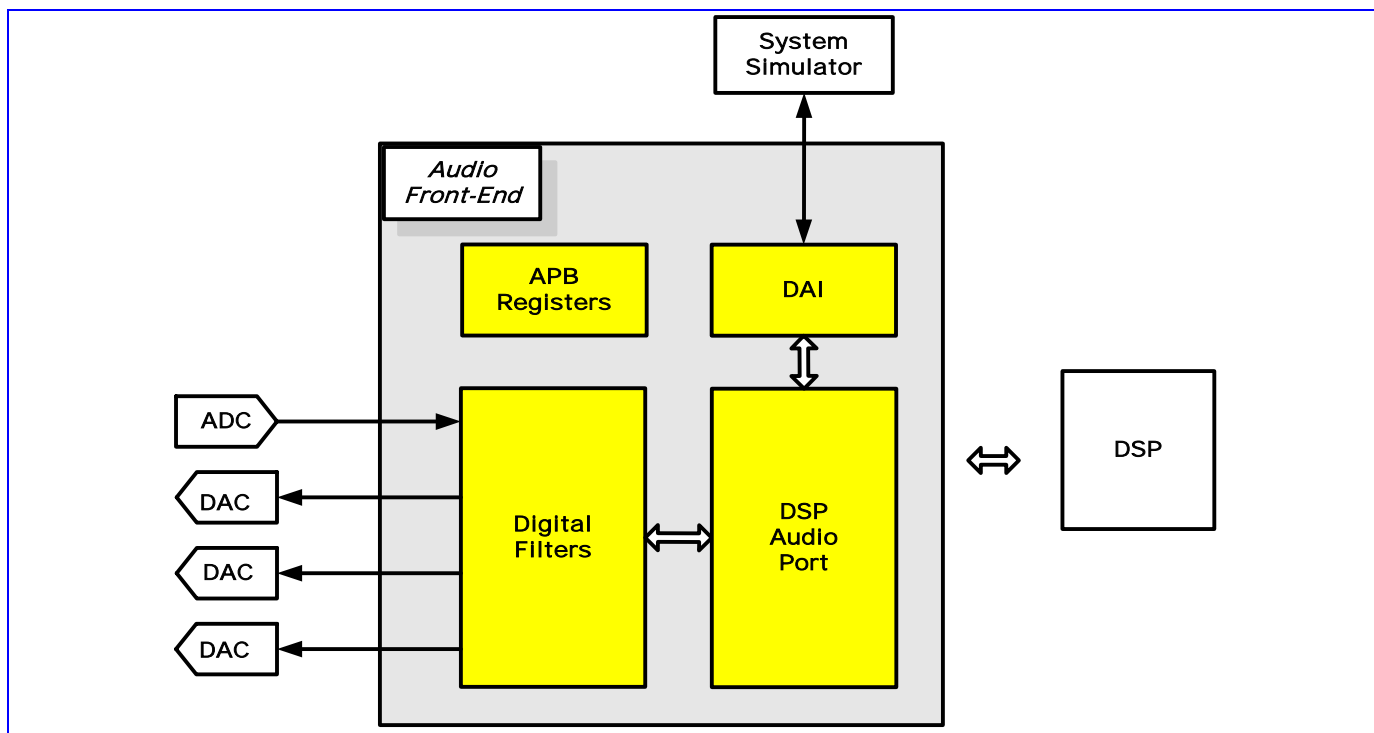 System
Simulator
Audio
Front-End
APB
Registers
DAI
ADC
DAC
DAC
DAC
Digital
Filters
DSP
Audio
Port
DSP